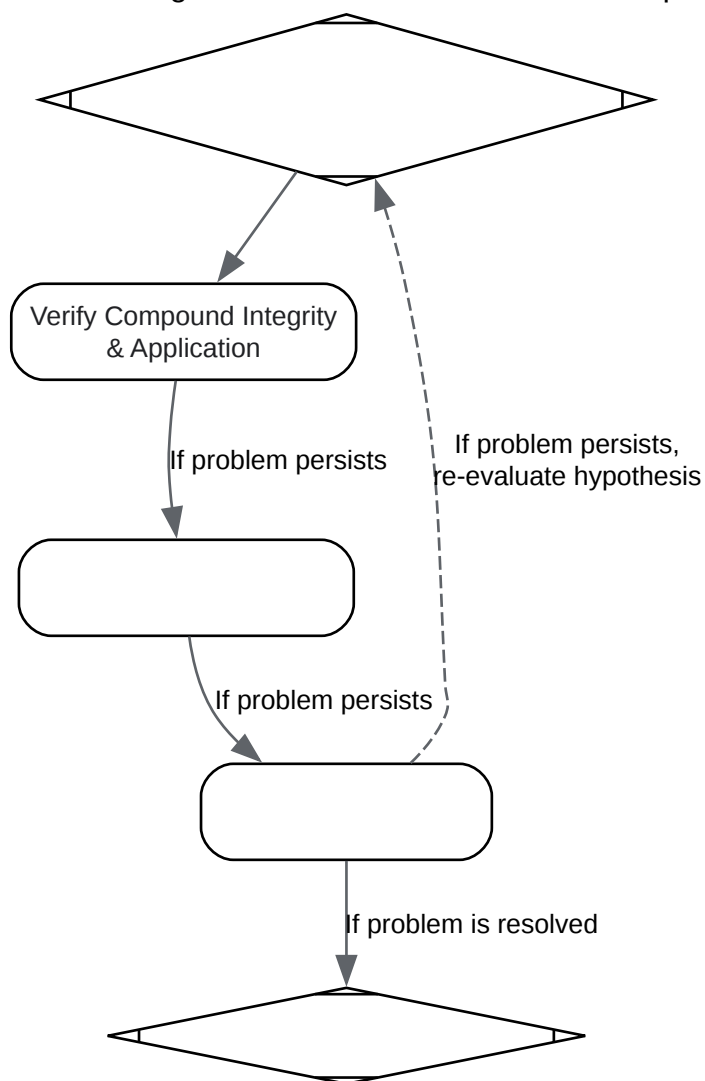 Verify Compound Integrity
& Application
If problem persists
If problem persists,
re-evaluate hypothesis
If problem persists
If problem is resolved